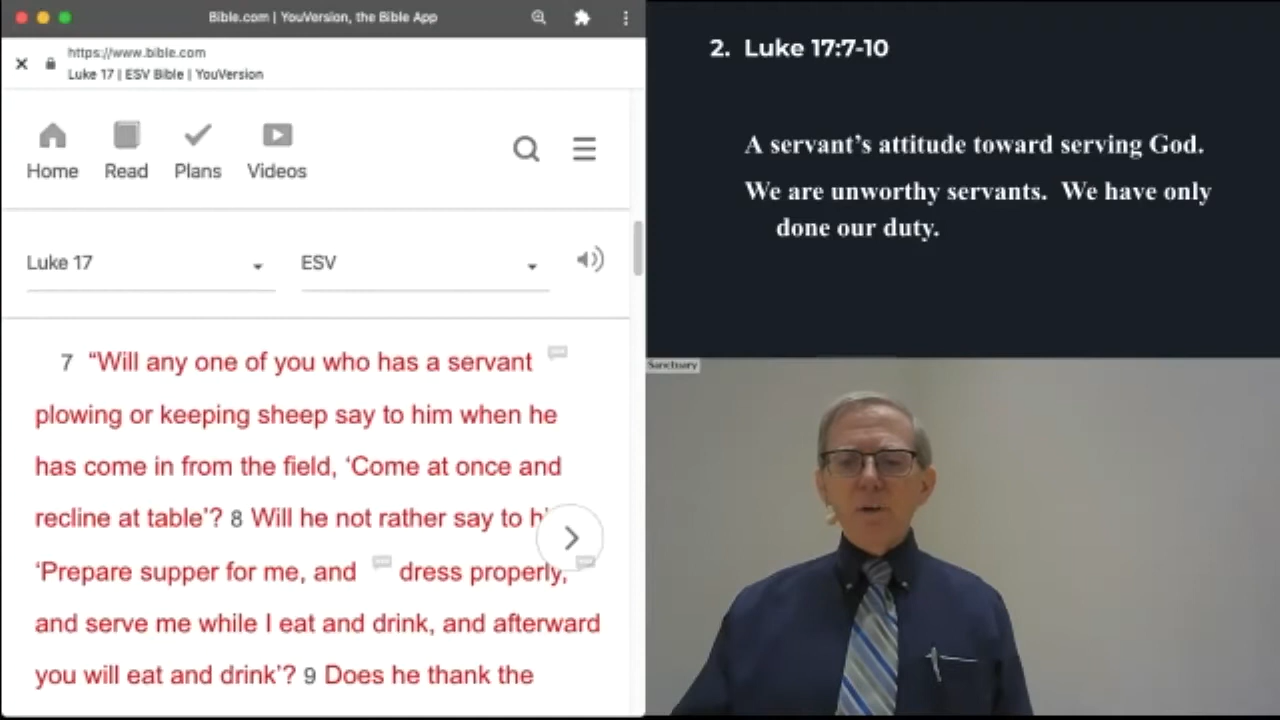 Bible.com | YouVersion, the Bible App
https://www.bible.com
Luke 17 | ESV Bible | YouVersion
Home Read Plans Videos
Luke 17 ESV
7 “Will any one of you who has a servant
plowing or keeping sheep say to him when he
has come in from the field, ‘Come at once and
recline at table’? 8 Will he not rather say to
‘Prepare supper for me, and dress properly,
and serve me while I eat and drink, and afterward
you will eat and drink’? 9 Does he thank the
2. Luke 17:7-10
A servant’s attitude toward serving God.
We are unworthy servants. We have only
done our duty.
Sanctuary